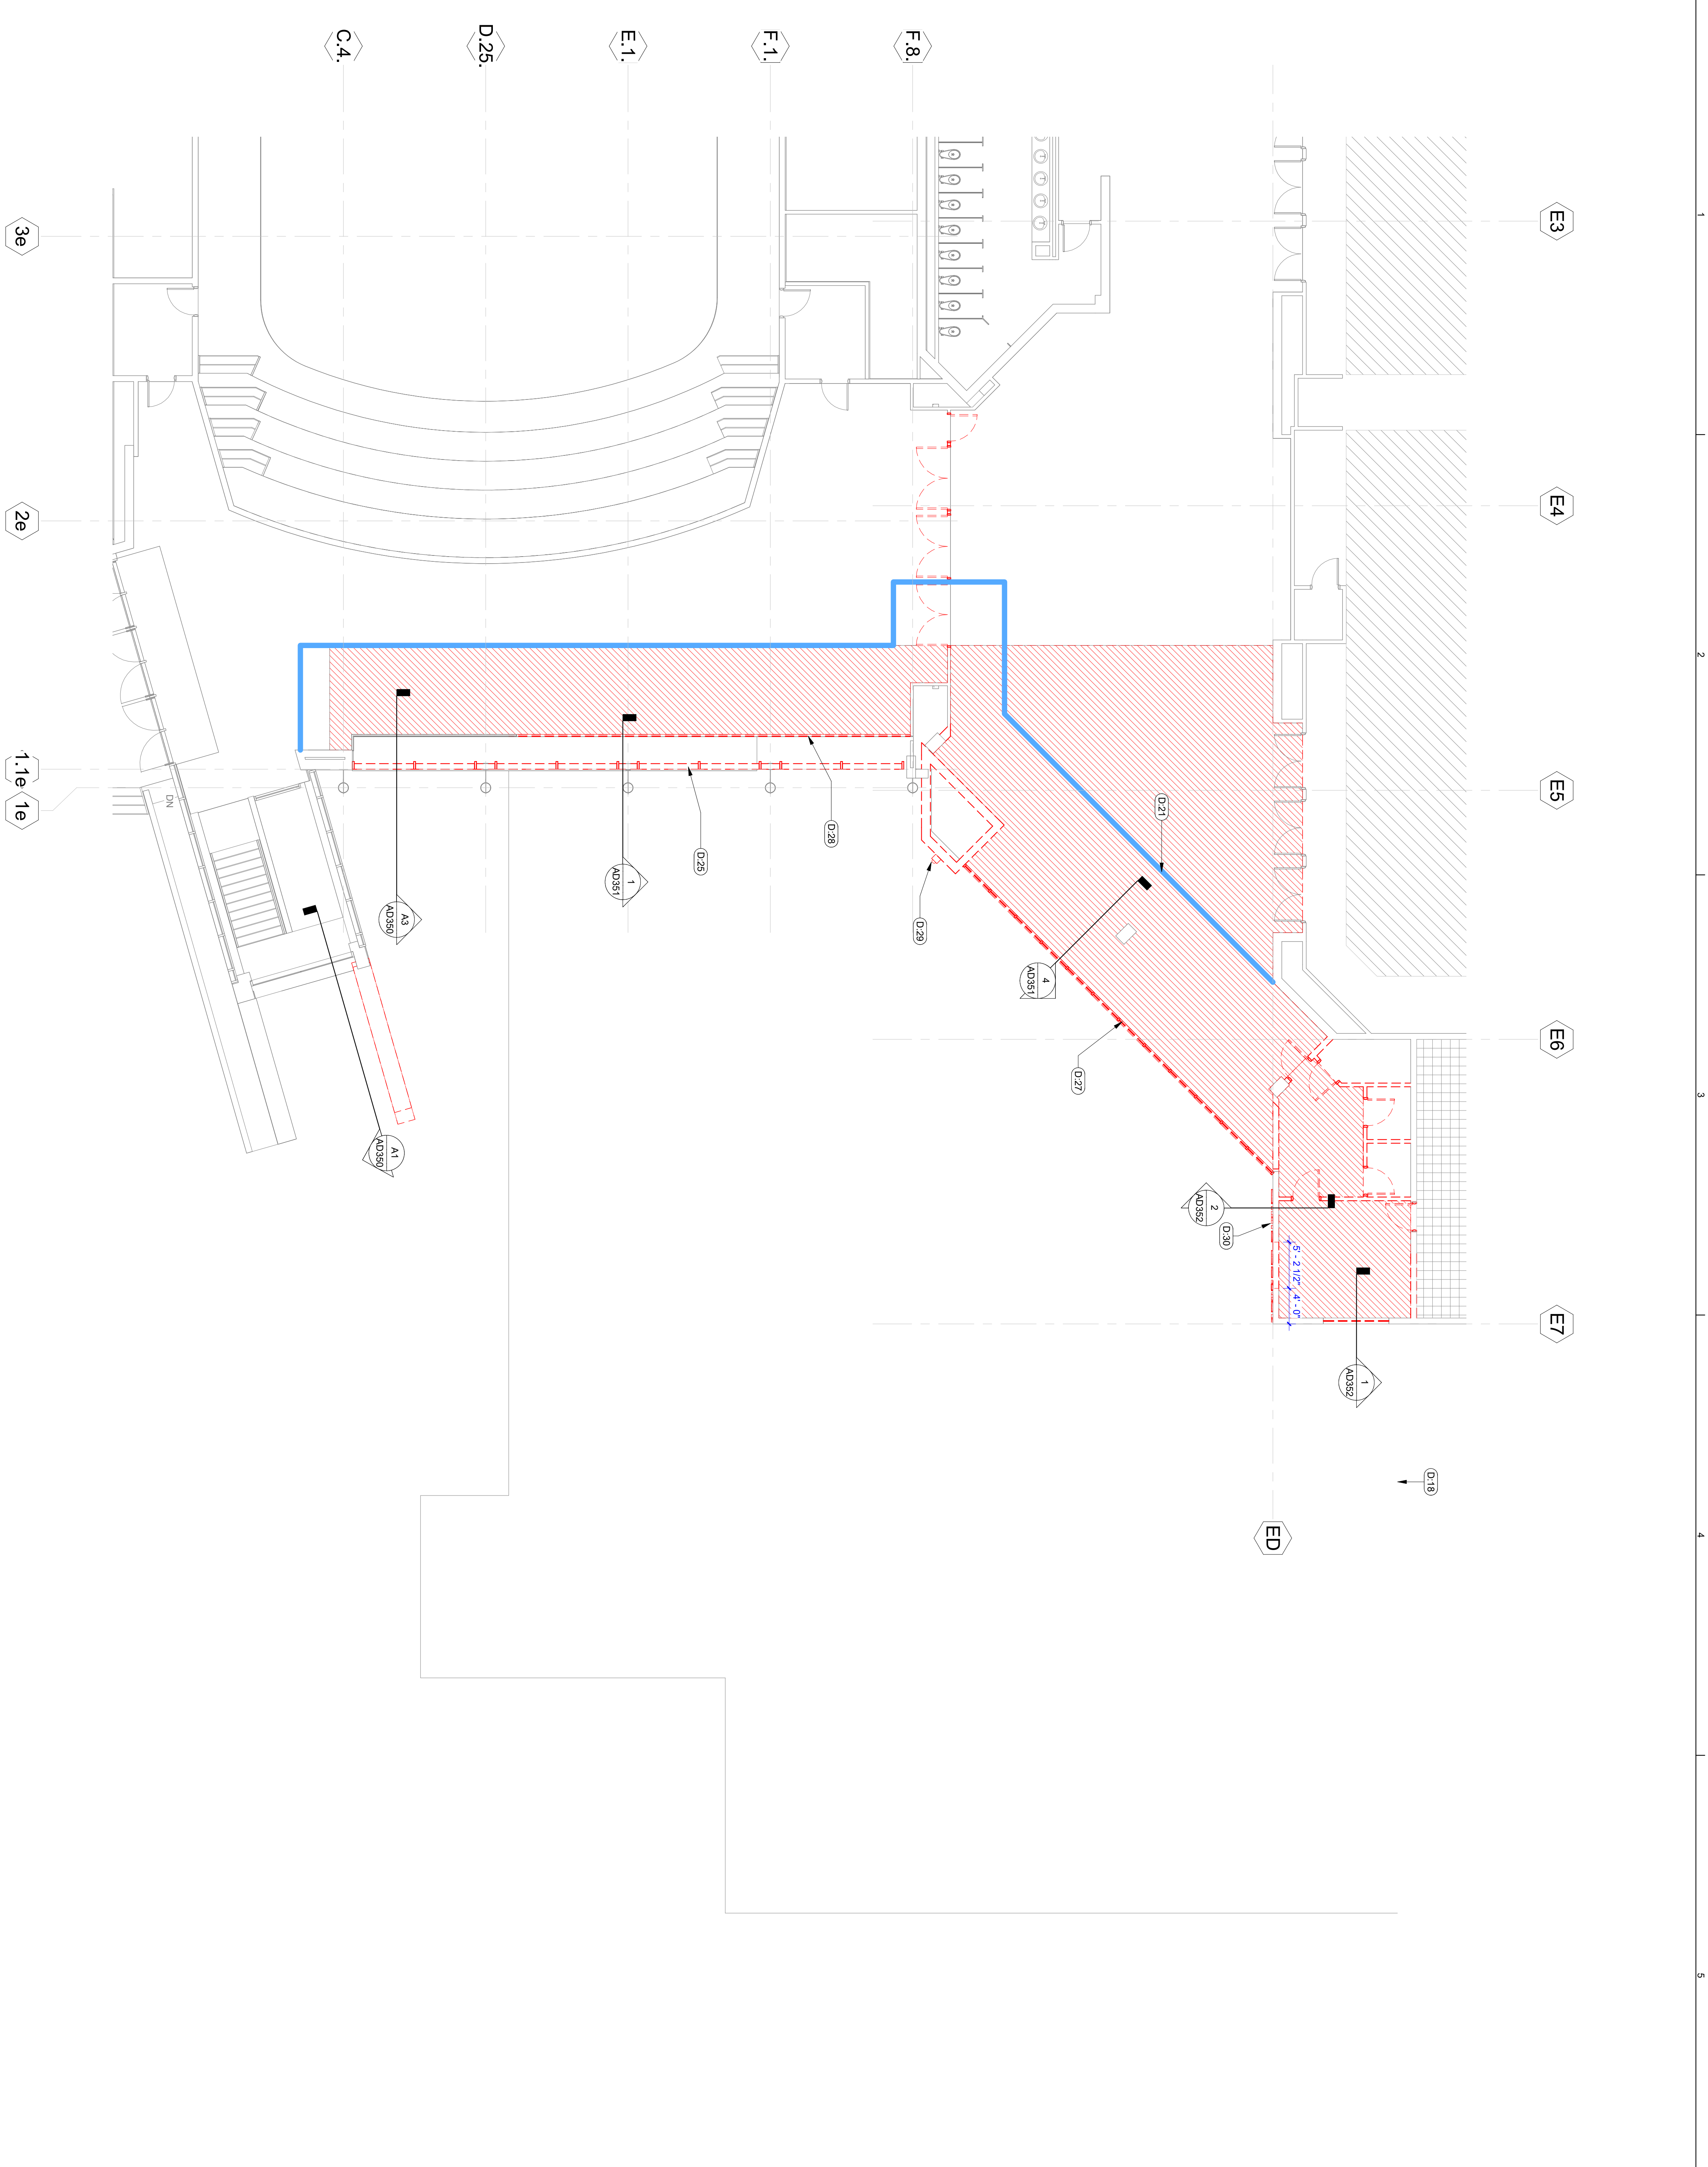 C.4.
D.25.
E.1.
F.1.
F.8.
3e
2e
1.1e
1e
E3
E4
E5
E6
E7
ED
1
2
3
4
5
DN
D:28
D:25
D:21
D:29
D:27
D:30
D:18
1
AD351
A3
AD350
4
AD351
A1
AD350
2
AD352
1
AD352
5' - 2 1/2"
4' - 0"